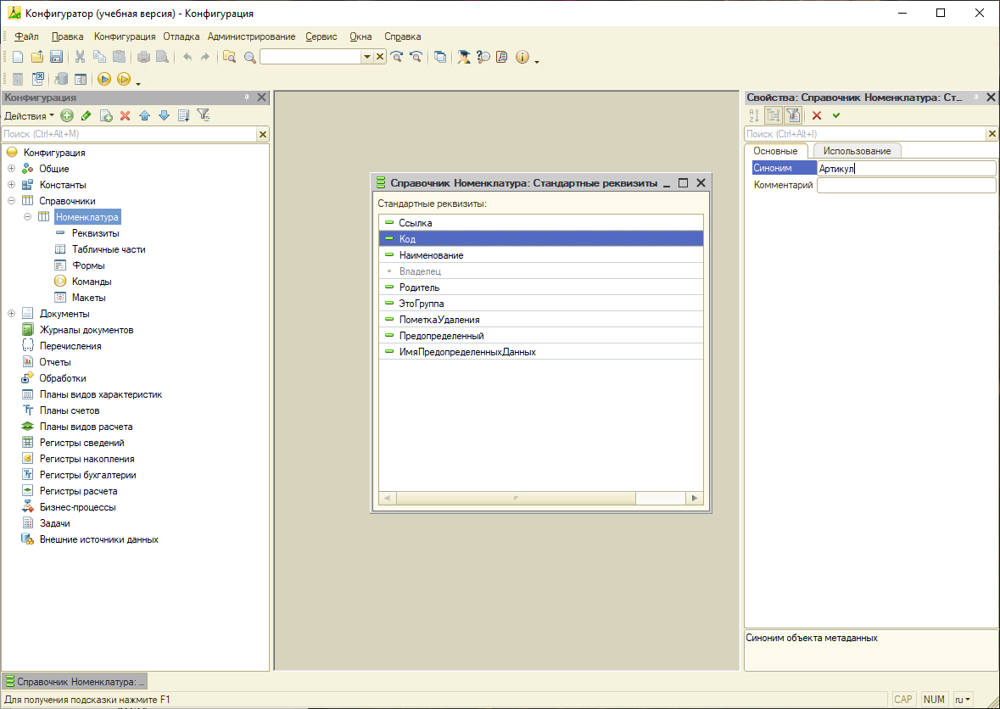 Конфигуратор (учебная версия) - Конфигурация
Файл Правка Конфигурация Отладка Администрирование Сервис Окна Справка
Конфигурация
Действия
Поиск (Ctrl+Alt+M)
Конфигурация
Общие
Константы
Справочники
Номенклатура
Реквизиты
Табличные части
Формы
Команды
Макеты
Документы
Журналы документов
Перечисления
Отчеты
Обработки
Планы видов характеристик
Планы счетов
Планы видов расчета
Регистры сведений
Регистры накопления
Регистры бухгалтерии
Регистры расчета
Бизнес-процессы
Задачи
Внешние источники данных
Справочник Номенклатура: Стандартные реквизиты
Стандартные реквизиты:
Ссылка
Код
Наименование
Владелец
Родитель
ЭтоГруппа
ПометкаУдаления
Предопределенный
ИмяПредопределенныхДанных
Свойства: Справочник Номенклатура: Ст...
Поиск (Ctrl+Alt+I)
Основные Использование
Синоним Артикул
Комментарий
Синоним объекта метаданных
Справочник Номенклатура: ...
Для получения подсказки нажмите F1
CAP NUM ru